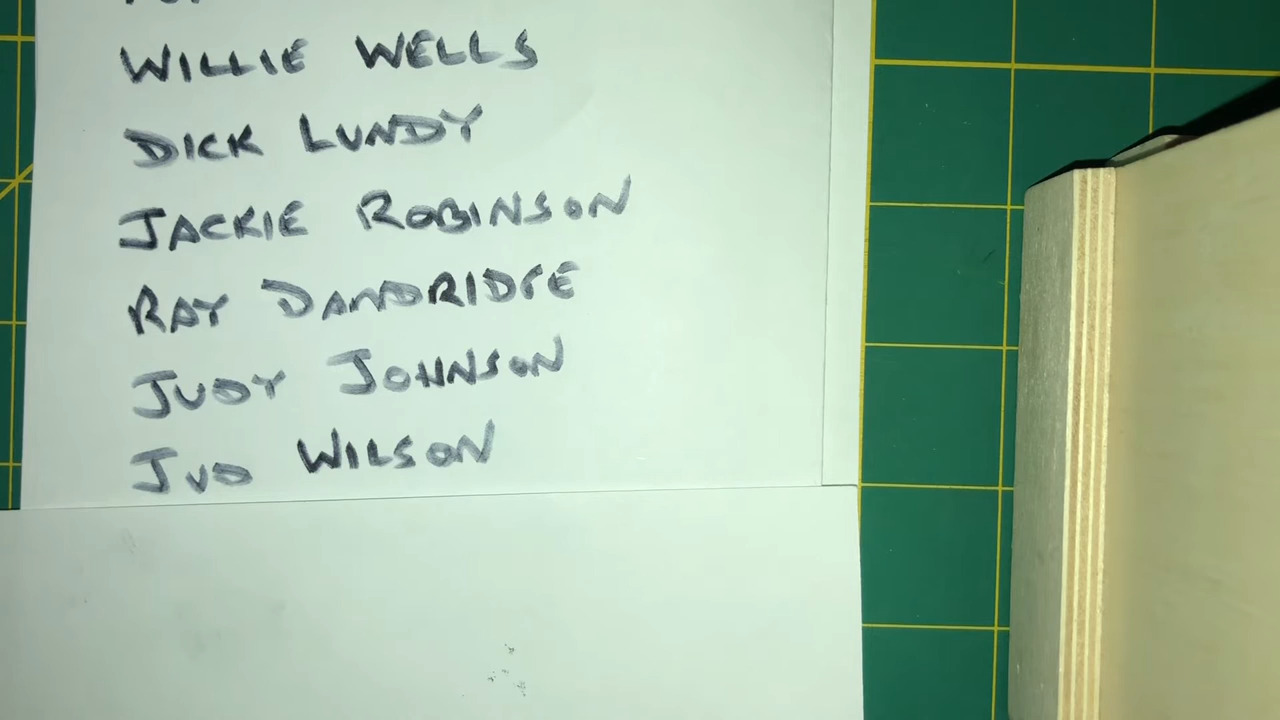 WILLIE WELLS
DICK LUNDY
JACKIE ROBINSON
RAY DANDRIDGE
JUDY JOHNSON
JUD WILSON